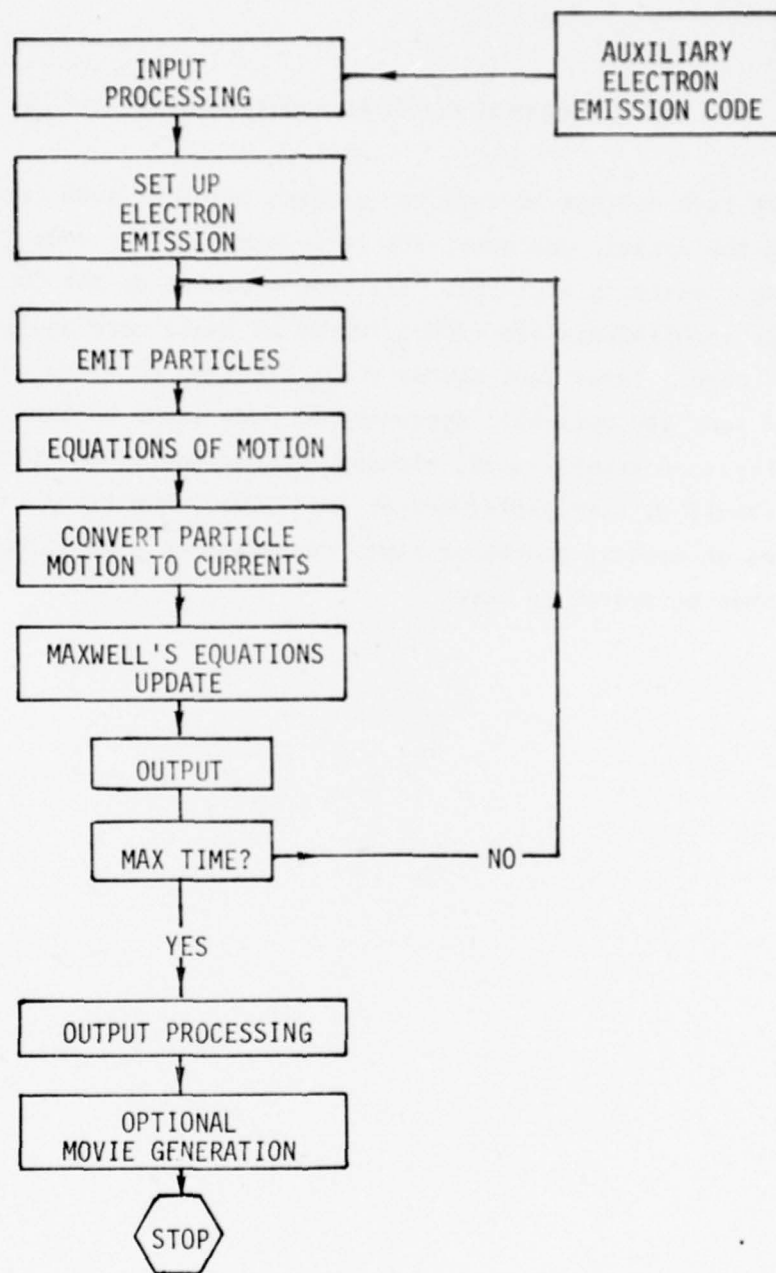 INPUT
PROCESSING
AUXILIARY
ELECTRON
EMISSION CODE
SET UP
ELECTRON
EMISSION
EMIT PARTICLES
EQUATIONS OF MOTION
CONVERT PARTICLE
MOTION TO CURRENTS
MAXWELL'S EQUATIONS
UPDATE
OUTPUT
MAX TIME?
NO
YES
OUTPUT PROCESSING
OPTIONAL
MOVIE GENERATION
STOP